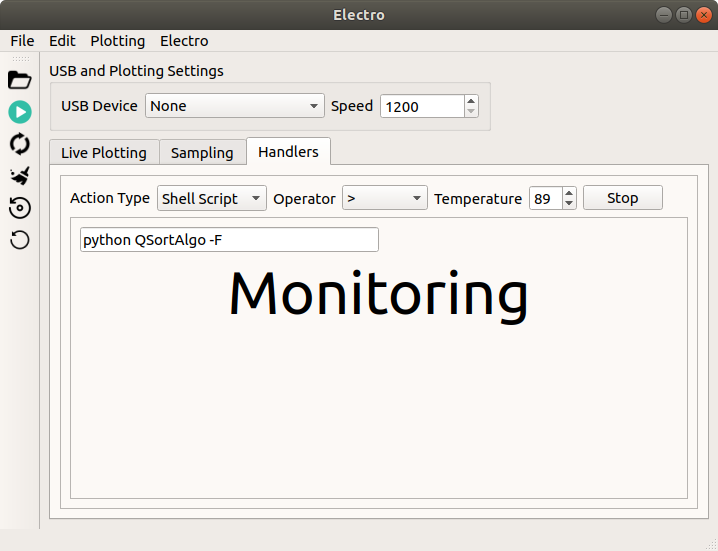 Electro
File Edit Plotting Electro
USB and Plotting Settings
USB Device None Speed 1200
Live Plotting Sampling Handlers
Action Type Shell Script Operator > Temperature 89 Stop
python QSortAlgo -F
Monitoring